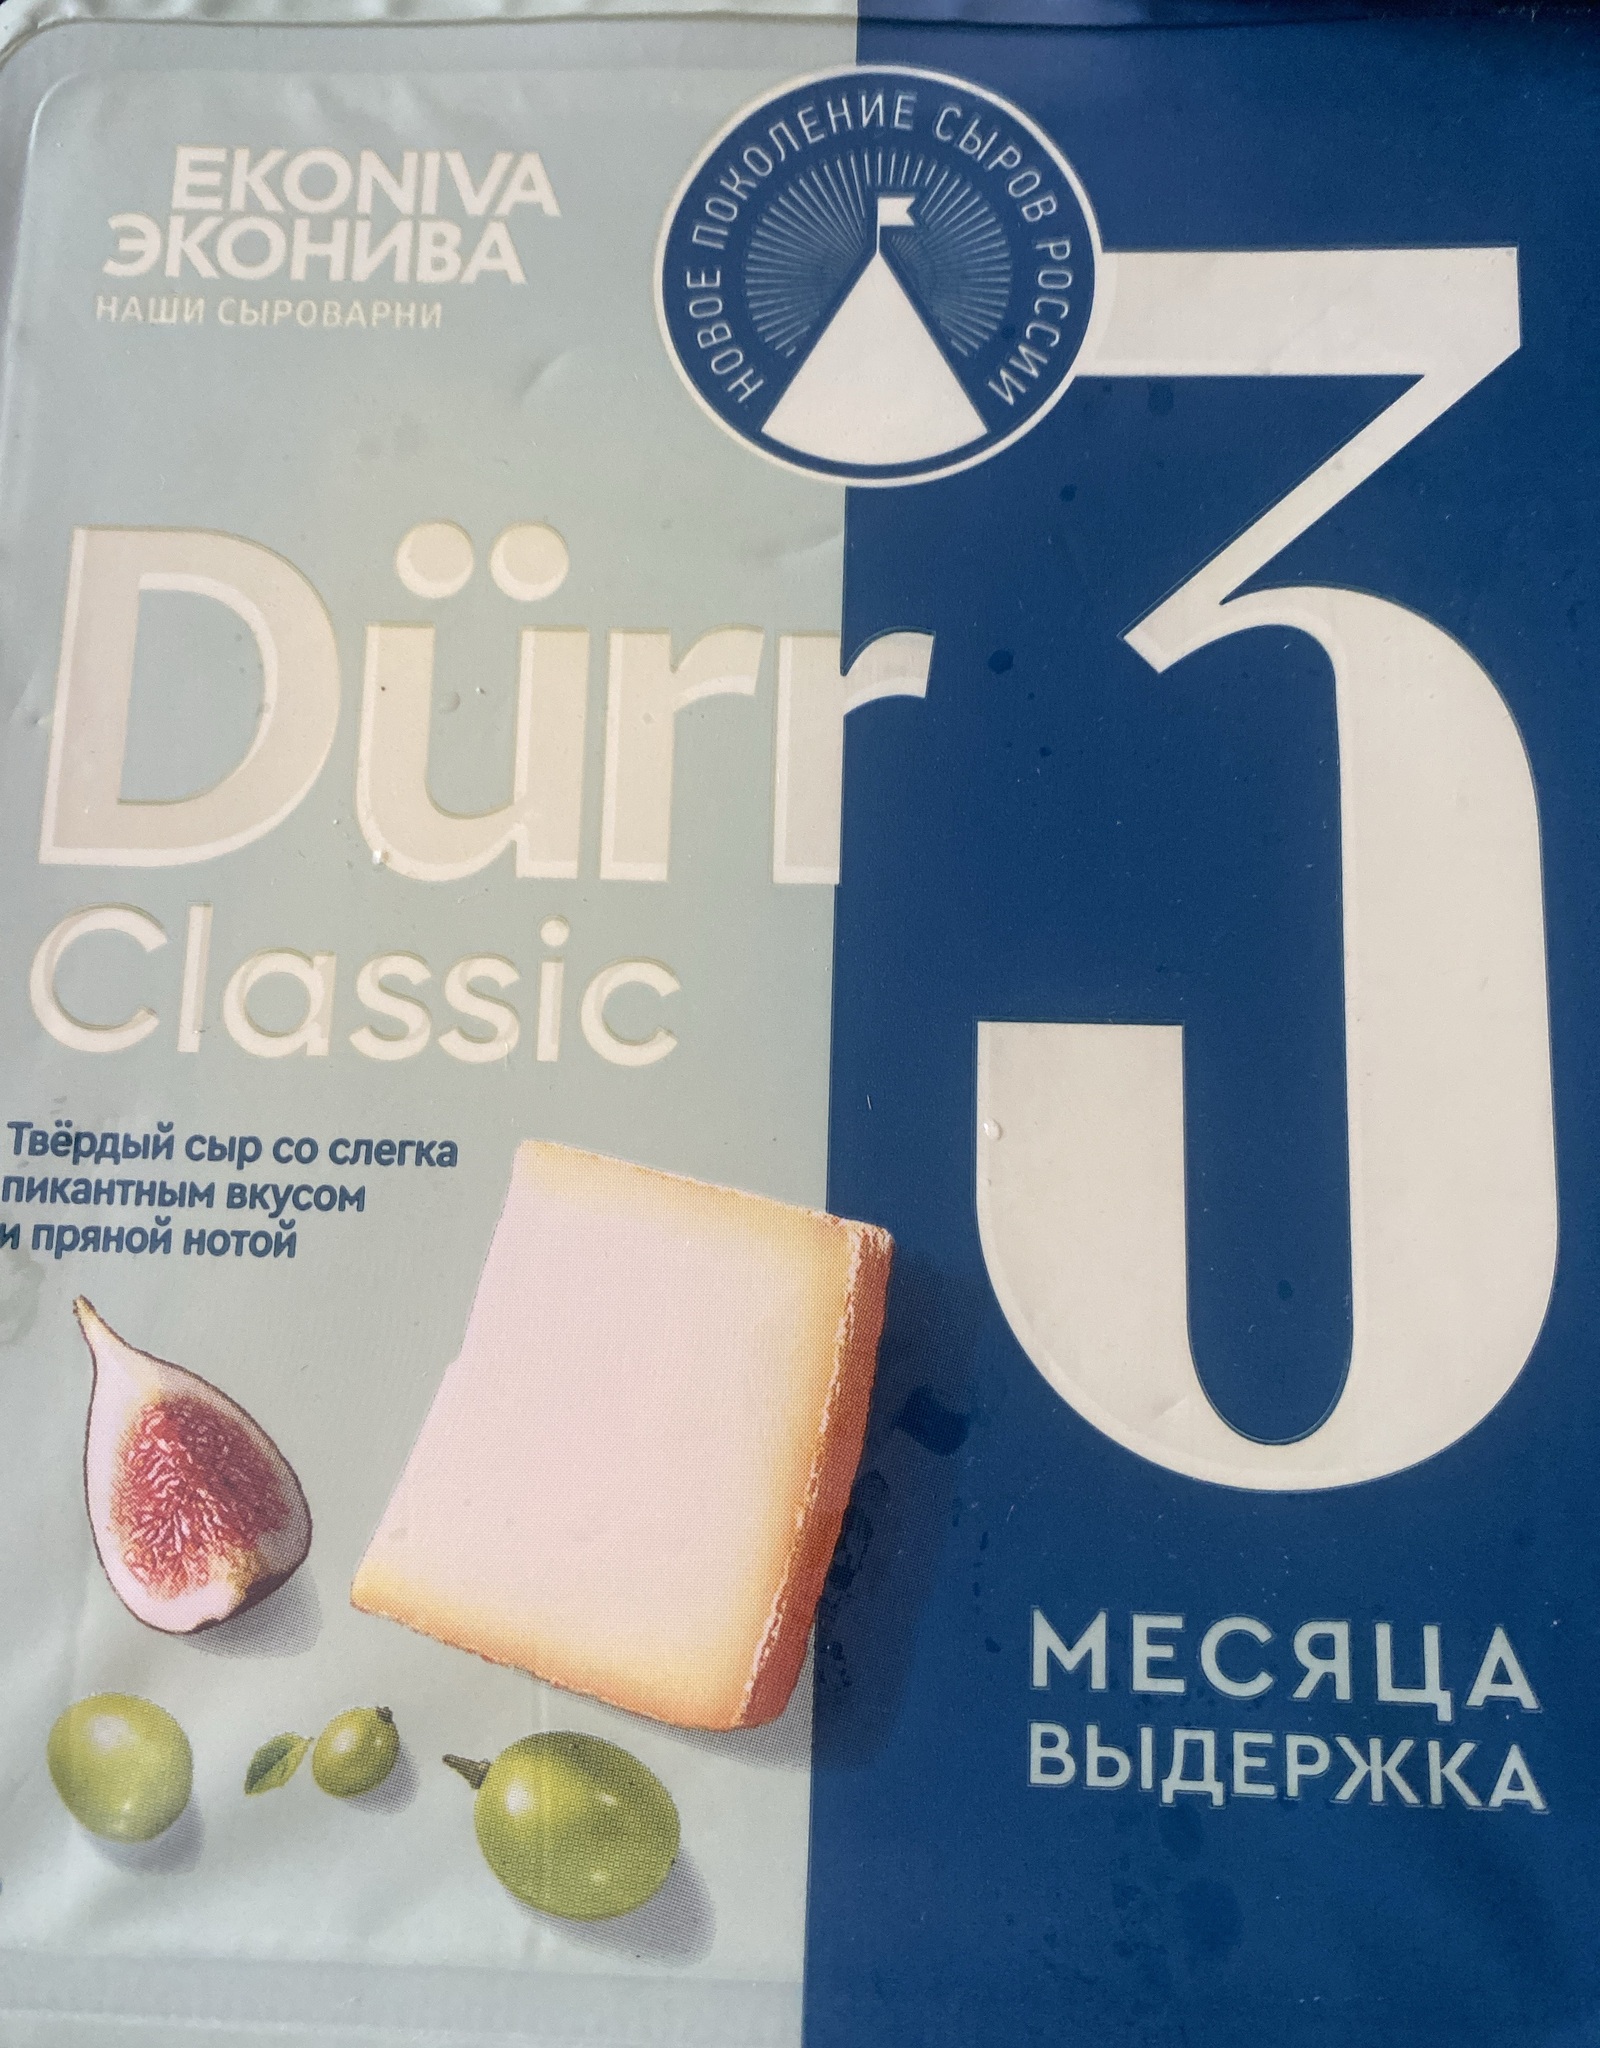 EKONIVA
ЭКОНИВА
НАШИ СЫРОВАРНИ
НОВОЕ ПОКОЛЕНИЕ СЫРОВ РОССИИ
Dürr
Classic
Твёрдый сыр со слегка
пикантным вкусом
и пряной нотой
3
МЕСЯЦА
ВЫДЕРЖКА